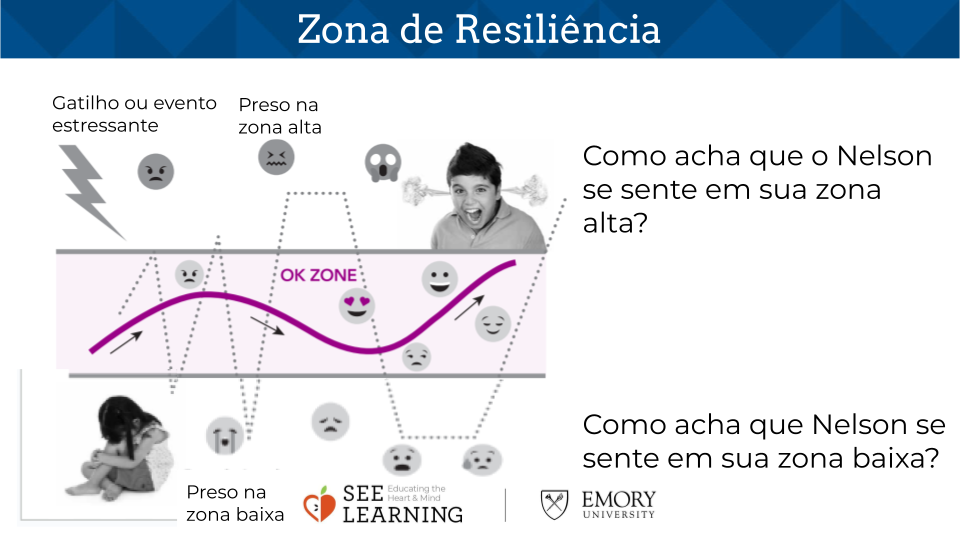 Zona de Resiliência
Gatilho ou evento
estressante
Preso na
zona alta
Como acha que o Nelson
se sente em sua zona
alta?
OK ZONE
Como acha que Nelson se
sente em sua zona baixa?
Preso na
zona baixa
SEE Educating the
Heart & Mind
LEARNING
EMORY
UNIVERSITY